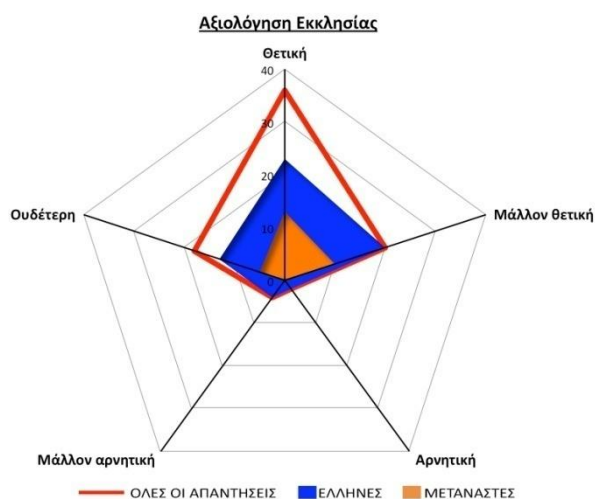 Αξιολόγηση Εκκλησίας
Θετική
40
30
20
10
0
Ουδέτερη
Μάλλον θετική
Μάλλον αρνητική
Αρνητική
ΟΛΕΣ ΟΙ ΑΠΑΝΤΗΣΕΙΣ ΕΛΛΗΝΕΣ ΜΕΤΑΝΑΣΤΕΣ